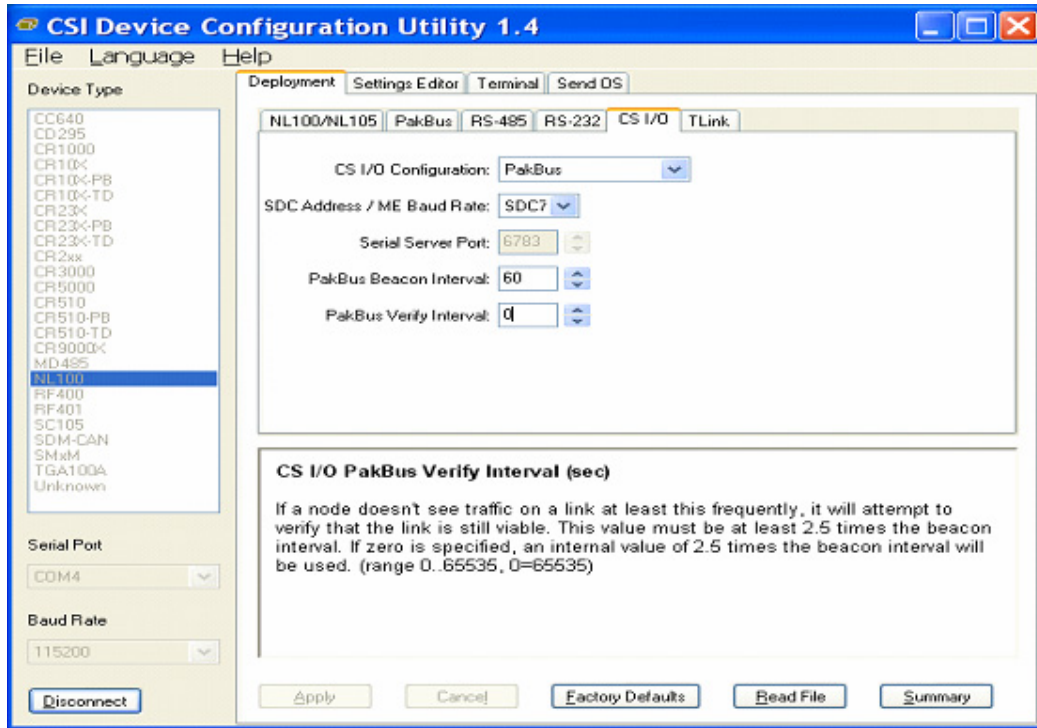 CSI Device Configuration Utility 1.4
File Language Help
Device Type
CC640
CD295
CR1000
CR10X
CR10X-PB
CR10X-TD
CR23X
CR23X-PB
CR23X-TD
CR2xx
CR3000
CR5000
CR510
CR510-PB
CR510-TD
CR9000X
MD485
NL100
RF400
RF401
SC105
SDM-CAN
SMxM
TGA100A
Unknown
Serial Port
COM4
Baud Rate
115200
Disconnect
Deployment Settings Editor Terminal Send OS
NL100/NL105 PakBus RS-485 RS-232 CS I/O TLink
CS I/O Configuration: PakBus
SDC Address / ME Baud Rate: SDC7
Serial Server Port: 6783
PakBus Beacon Interval: 60
PakBus Verify Interval: 0
CS I/O PakBus Verify Interval (sec)
If a node doesn't see traffic on a link at least this frequently, it will attempt to
verify that the link is still viable. This value must be at least 2.5 times the beacon
interval. If zero is specified, an internal value of 2.5 times the beacon interval will
be used. (range 0..65535, 0=65535)
Apply Cancel Factory Defaults Read File Summary